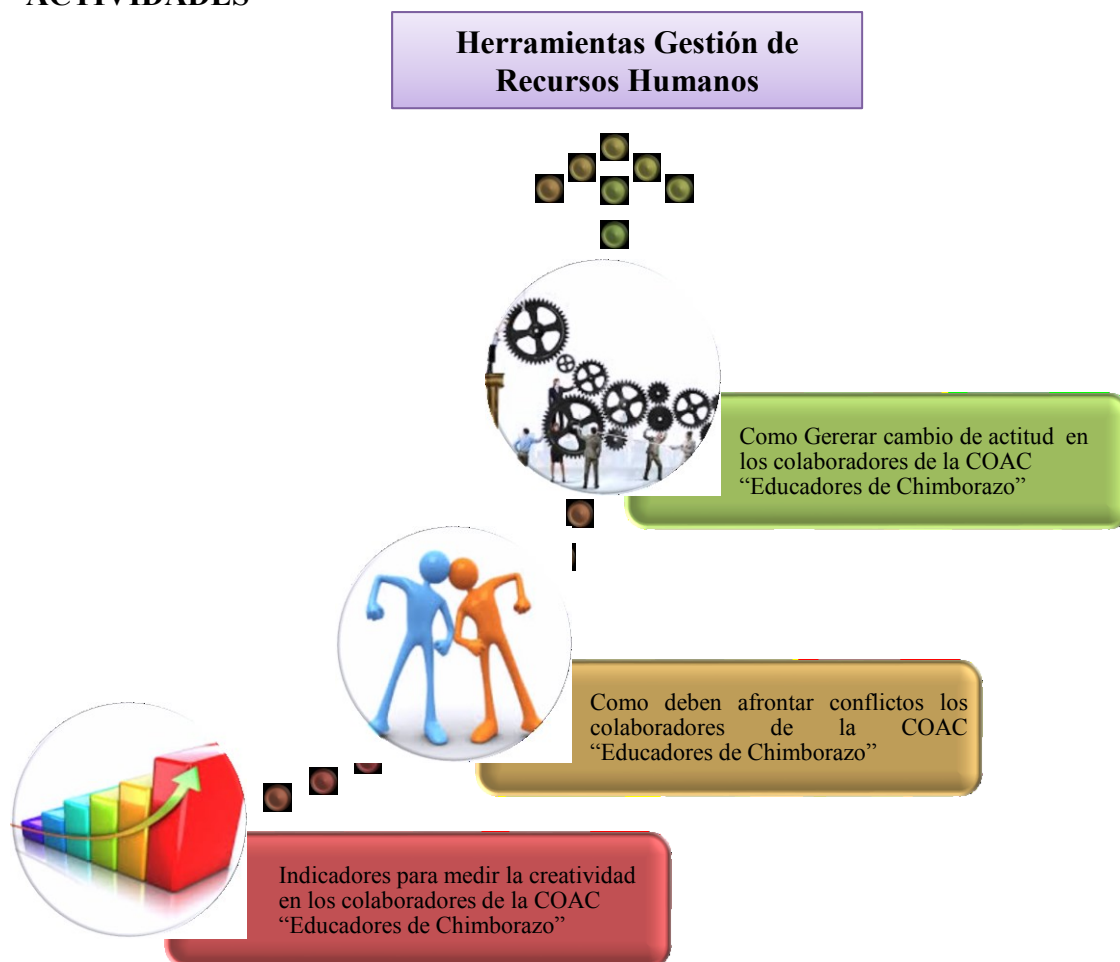 ACTIVIDADES
Herramientas Gestión de
Recursos Humanos
Como Gererar cambio de actitud en
los colaboradores de la COAC
“Educadores de Chimborazo”
Como deben afrontar conflictos los
colaboradores de la COAC
“Educadores de Chimborazo”
Indicadores para medir la creatividad
en los colaboradores de la COAC
“Educadores de Chimborazo”